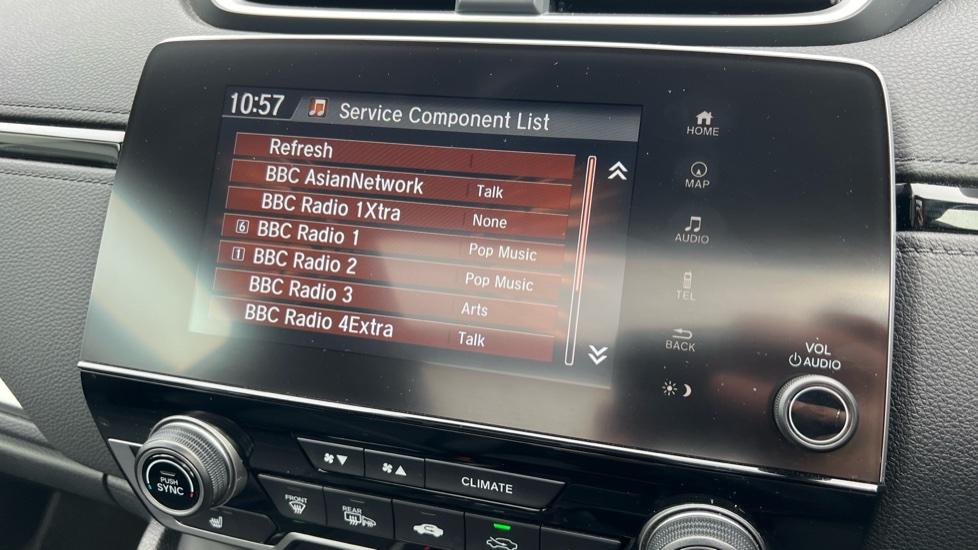 10:57 Service Component List
Refresh
BBC AsianNetwork Talk
BBC Radio 1Xtra None
6 BBC Radio 1 Pop Music
1 BBC Radio 2 Pop Music
BBC Radio 3 Arts
BBC Radio 4Extra Talk
HOME
MAP
AUDIO
TEL
BACK
VOL
AUDIO
PUSH
SYNC
CLIMATE
FRONT
REAR